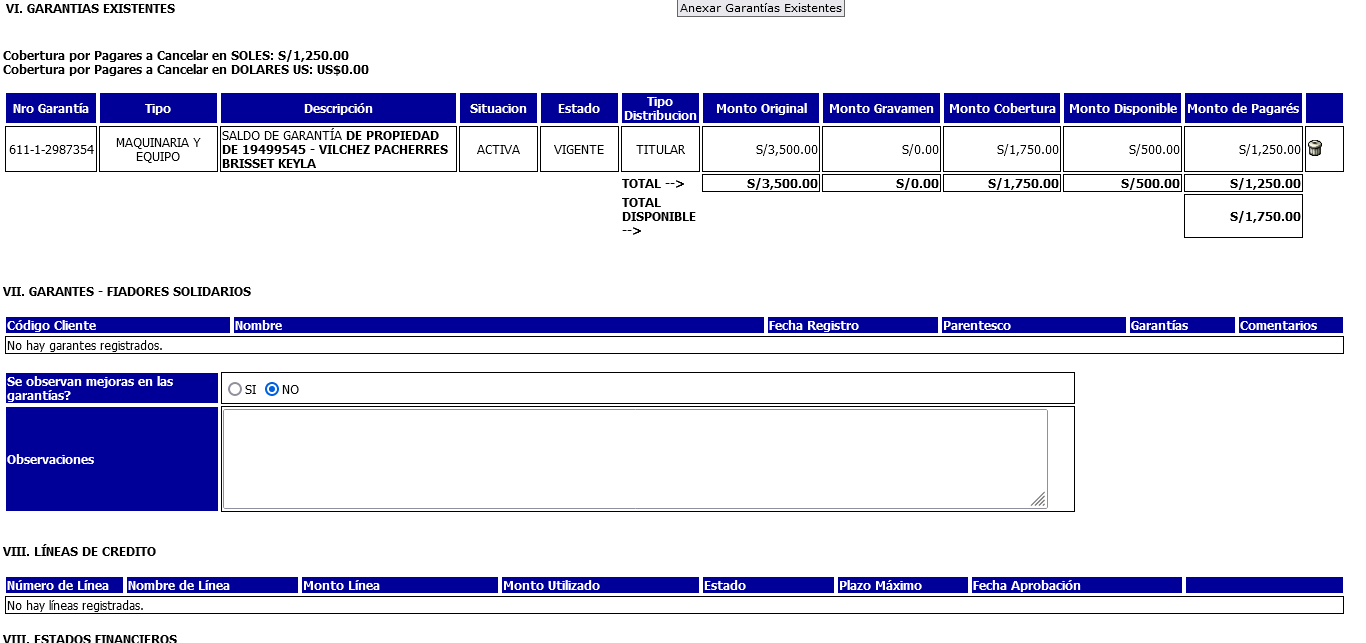 VI. GARANTIAS EXISTENTES
Anexar Garantías Existentes
Cobertura por Pagares a Cancelar en SOLES: S/1,250.00
Cobertura por Pagares a Cancelar en DOLARES US: US$0.00
Nro Garantía Tipo Descripción Situacion Estado Tipo Distribucion Monto Original Monto Gravamen Monto Cobertura Monto Disponible Monto de Pagarés
611-1-2987354 MAQUINARIA Y EQUIPO SALDO DE GARANTÍA DE PROPIEDAD DE 19499545 - VILCHEZ PACHERRES BRISSET KEYLA ACTIVA VIGENTE TITULAR S/3,500.00 S/0.00 S/1,750.00 S/500.00 S/1,250.00
TOTAL --> S/3,500.00 S/0.00 S/1,750.00 S/500.00 S/1,250.00
TOTAL DISPONIBLE --> S/1,750.00
VII. GARANTES - FIADORES SOLIDARIOS
Código Cliente Nombre Fecha Registro Parentesco Garantías Comentarios
No hay garantes registrados.
Se observan mejoras en las garantías? SI NO
Observaciones
VIII. LÍNEAS DE CREDITO
Número de Línea Nombre de Línea Monto Línea Monto Utilizado Estado Plazo Máximo Fecha Aprobación
No hay líneas registradas.
VIII. ESTADOS FINANCIEROS